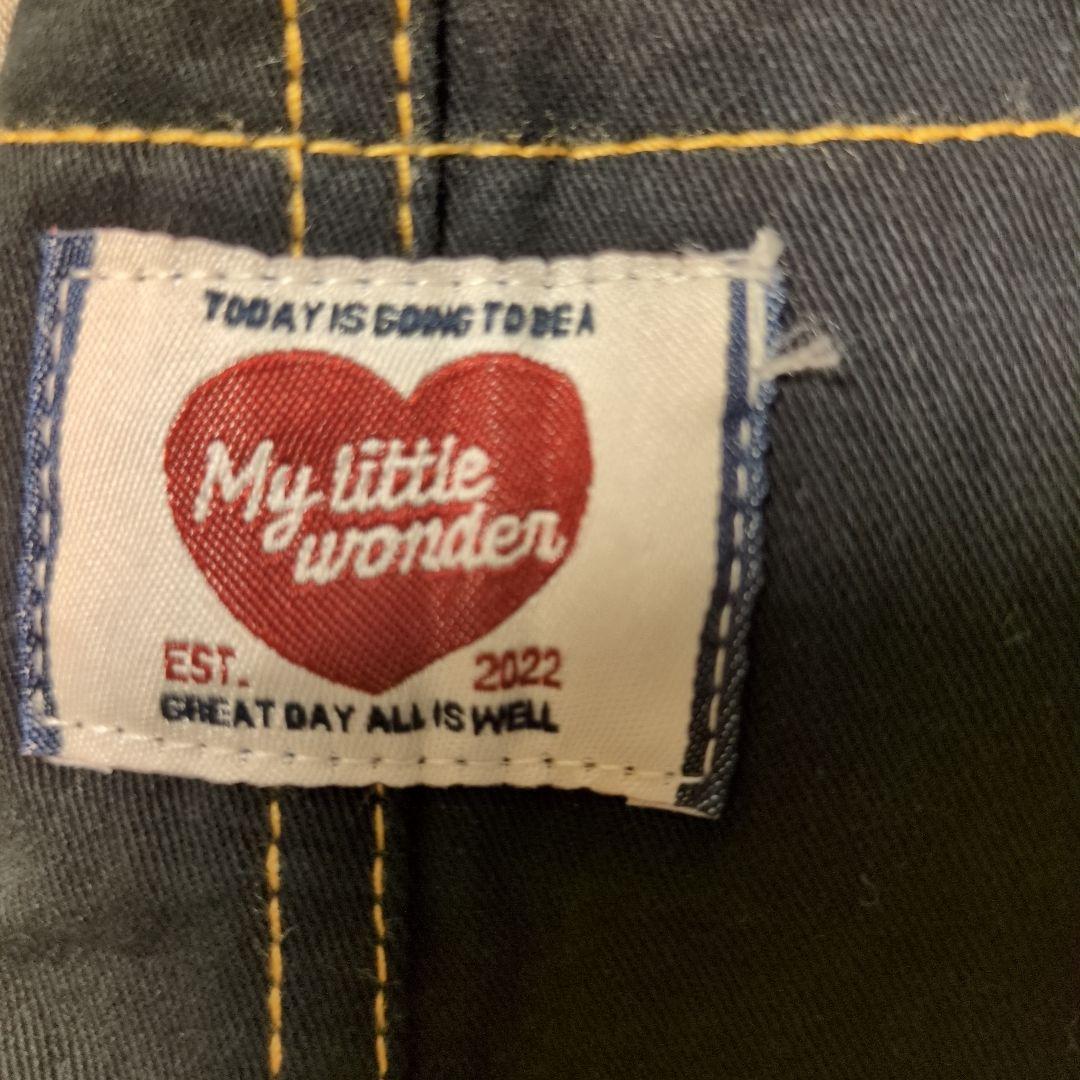 TODAY IS GOING TO BE A
My little
wonder
EST. 2022
GREAT DAY ALL IS WELL